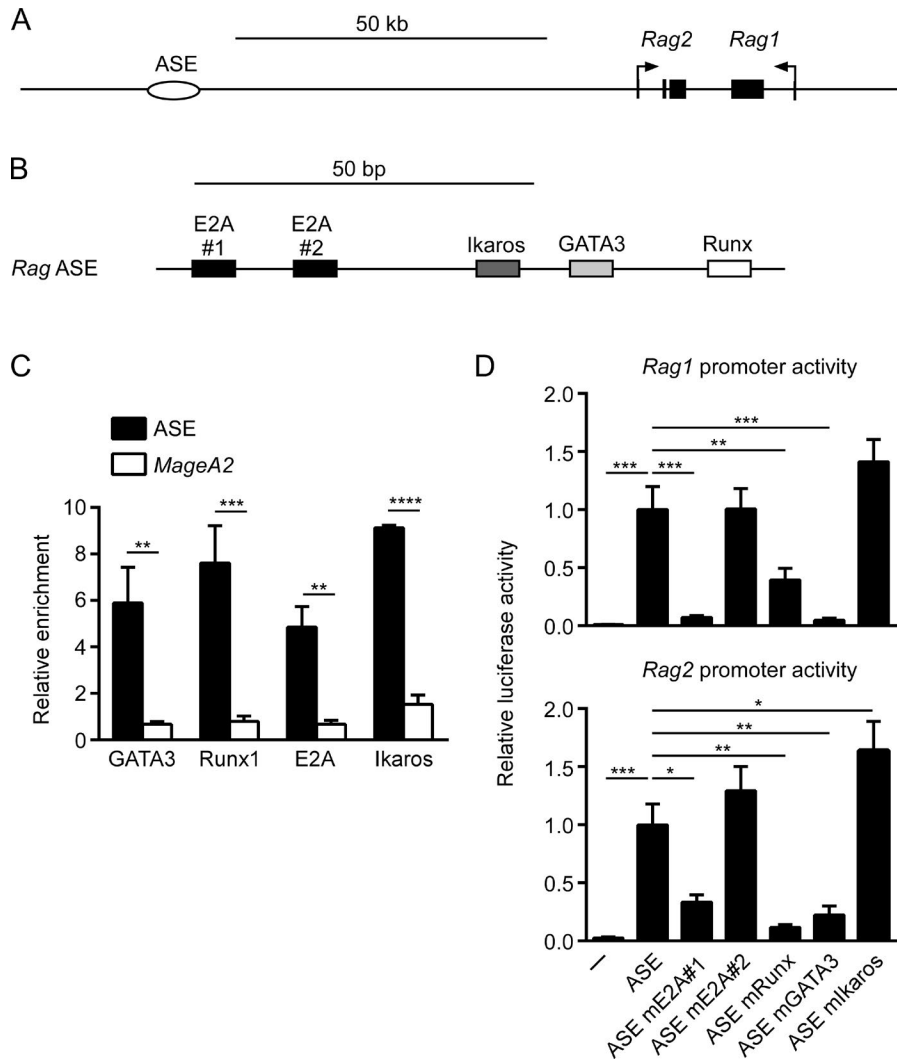 A
50 kb
Rag2
Rag1
ASE
B
50 bp
E2A
#1
E2A
#2
Ikaros
GATA3
Runx
Rag ASE
C
ASE
MageA2
Relative enrichment
10
8
6
4
2
0
**
***
**
****
GATA3
Runx1
E2A
Ikaros
D
Relative luciferase activity
Rag1 promoter activity
2.0
1.5
1.0
0.5
0.0
***
**
***
***
Rag2 promoter activity
2.0
1.5
1.0
0.5
0.0
*
**
**
***
*
–
ASE
ASE mE2A#1
ASE mE2A#2
ASE mRunx
ASE mGATA3
ASE mIkaros